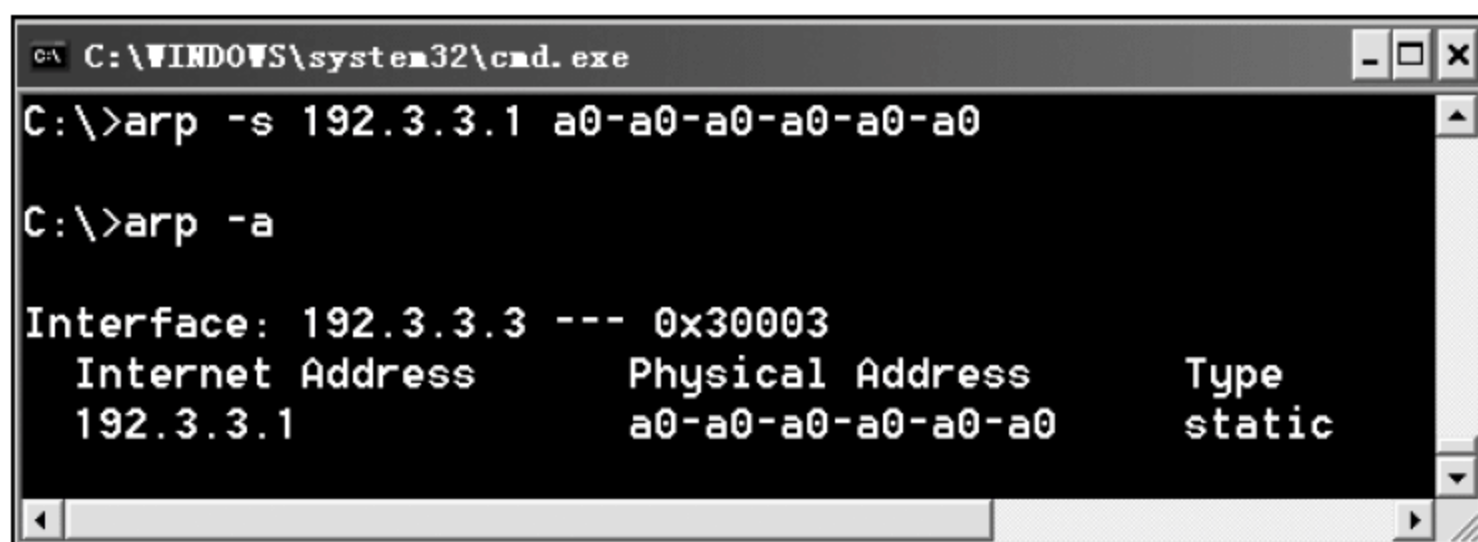 C:\WINDOWS\system32\cmd.exe
C:\>arp -s 192.3.3.1 a0-a0-a0-a0-a0-a0
C:\>arp -a
Interface: 192.3.3.3 --- 0x30003
Internet Address Physical Address Type
192.3.3.1 a0-a0-a0-a0-a0-a0 static